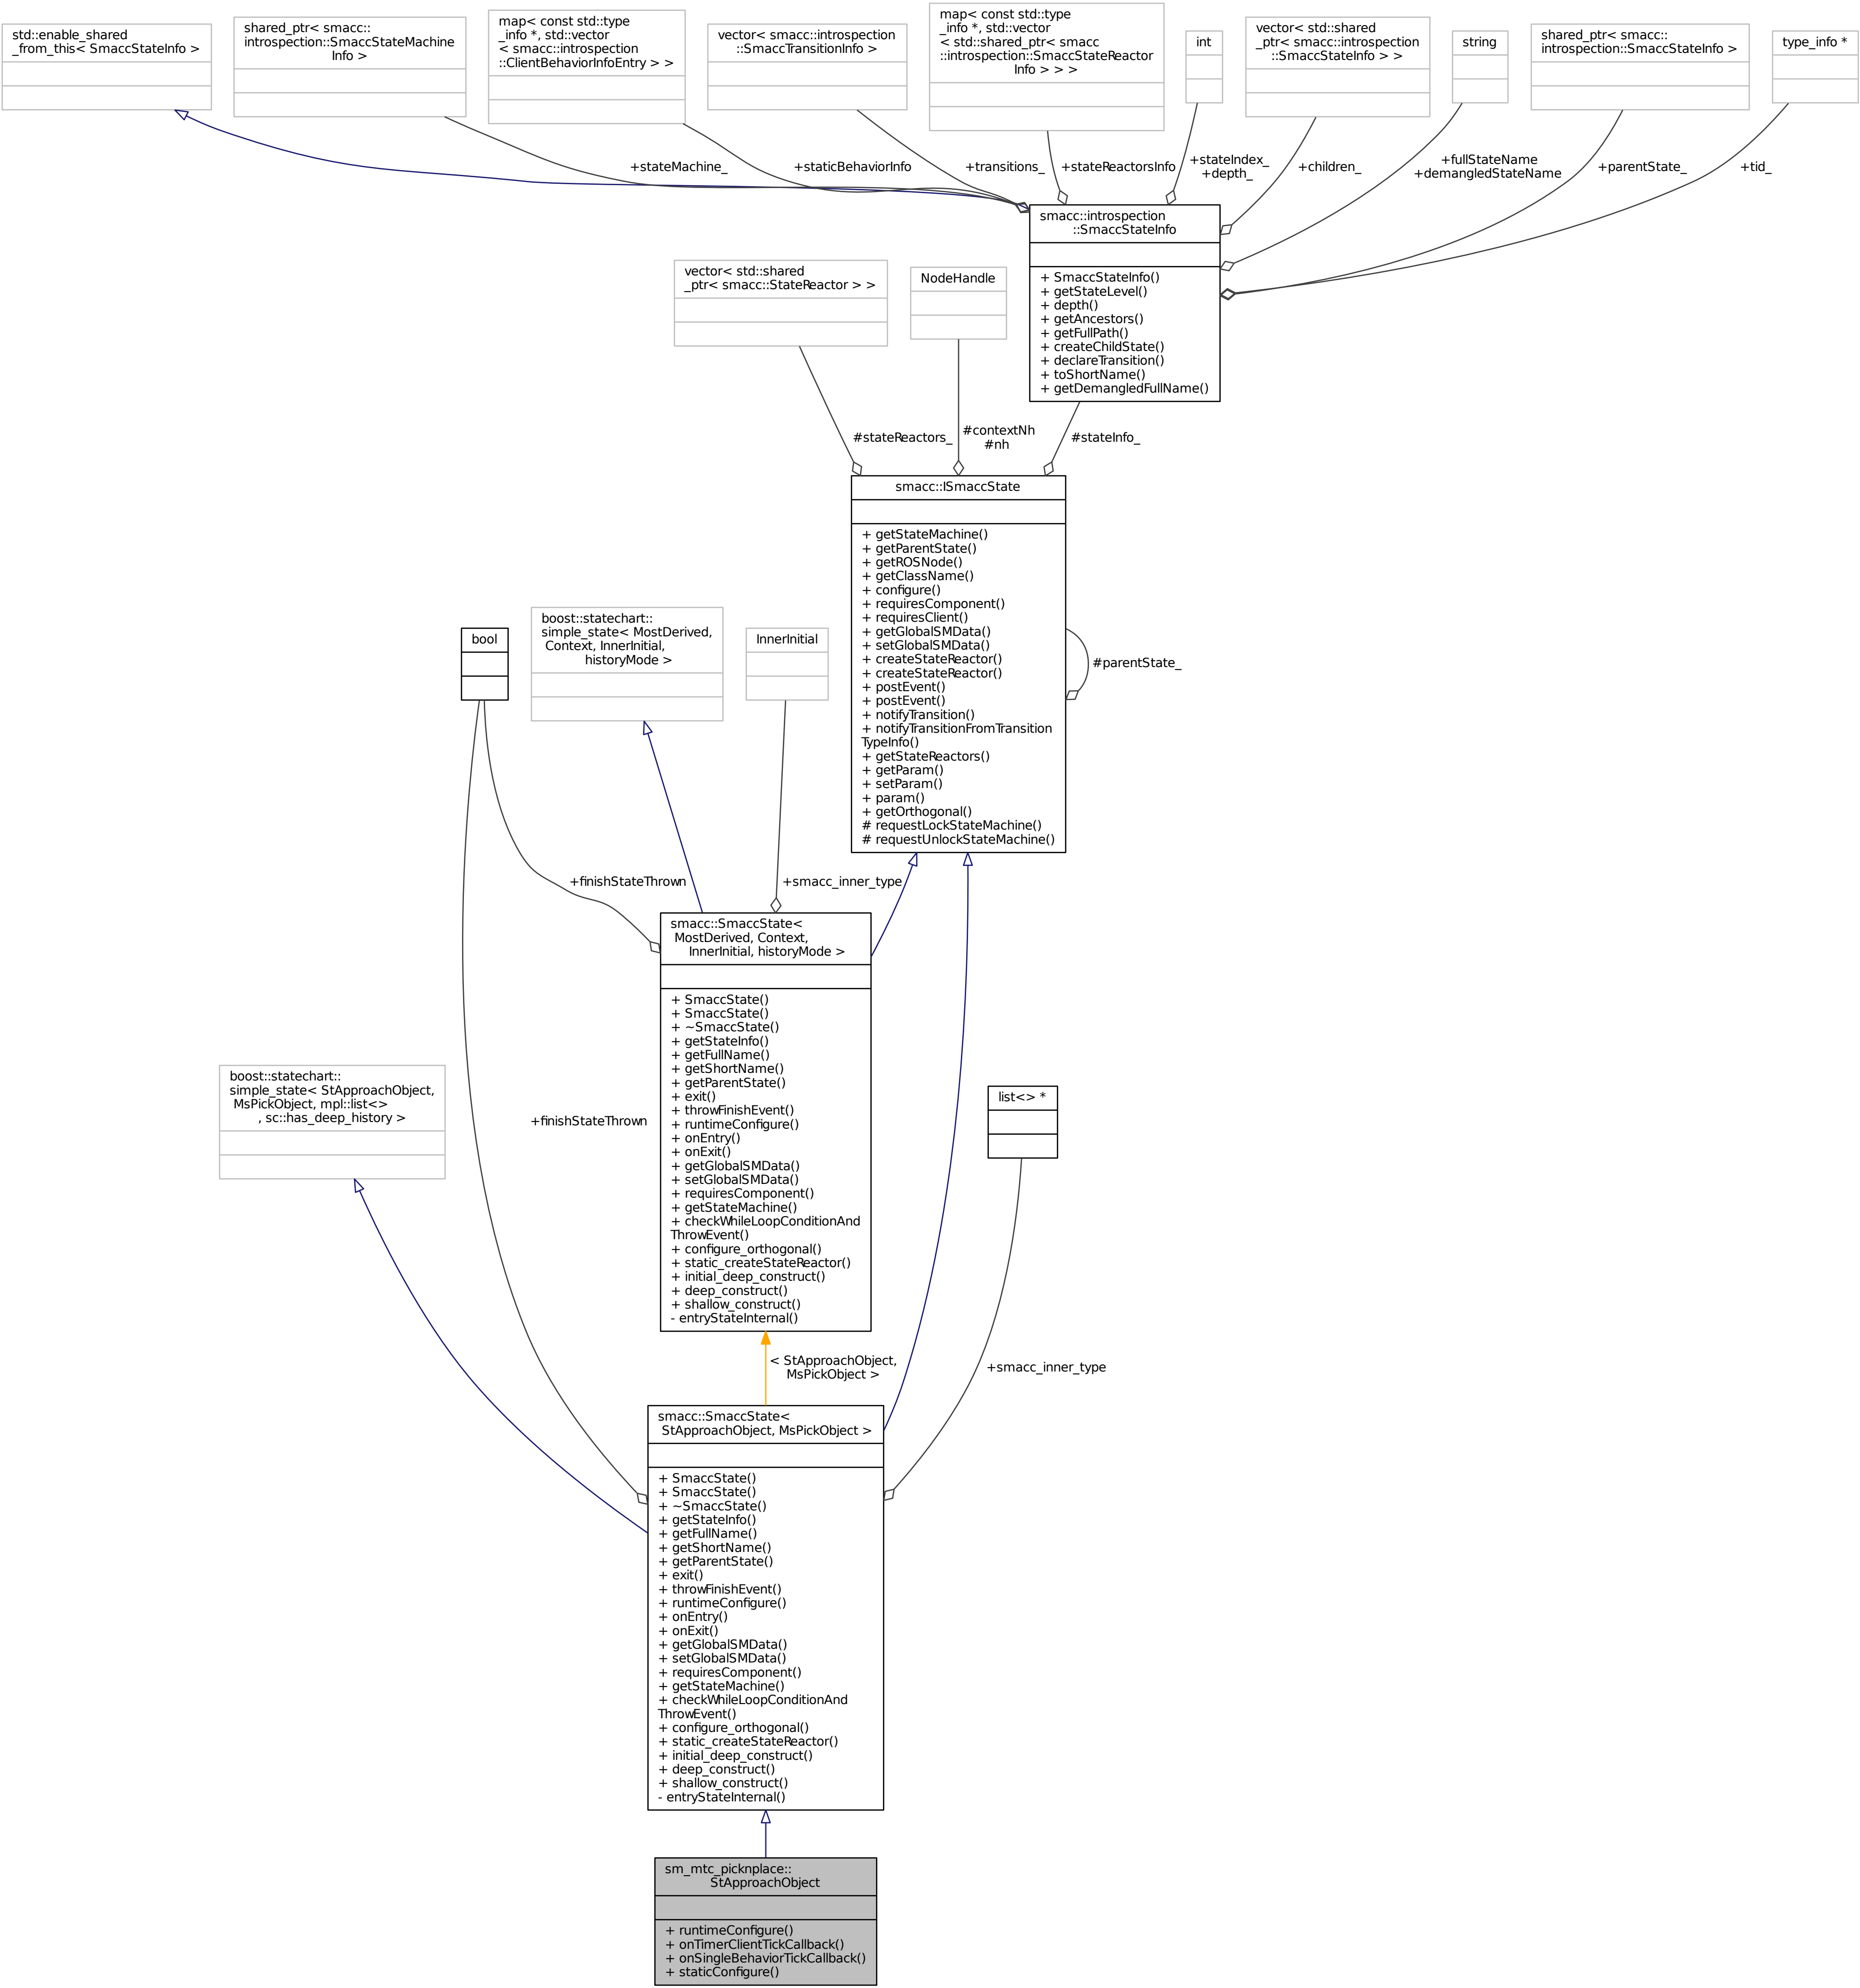 std::enable_shared
_from_this< SmaccStateInfo >
shared_ptr< smacc::
introspection::SmaccStateMachine
Info >
map< const std::type
_info *, std::vector
< smacc::introspection
::ClientBehaviorInfoEntry > >
vector< smacc::introspection
::SmaccTransitionInfo >
map< const std::type
_info *, std::vector
< std::shared_ptr< smacc
::introspection::SmaccStateReactor
Info > > >
int
vector< std::shared
_ptr< smacc::introspection
::SmaccStateInfo > >
string
shared_ptr< smacc::
introspection::SmaccStateInfo >
type_info *
+stateMachine_
+staticBehaviorInfo
+transitions_
+stateReactorsInfo
+stateIndex_
+depth_
+children_
+fullStateName
+demangledStateName
+parentState_
+tid_
smacc::introspection
::SmaccStateInfo
+ SmaccStateInfo()
+ getStateLevel()
+ depth()
+ getAncestors()
+ getFullPath()
+ createChildState()
+ declareTransition()
+ toShortName()
+ getDemangledFullName()
vector< std::shared
_ptr< smacc::StateReactor > >
NodeHandle
#stateReactors_
#contextNh
#nh
#stateInfo_
smacc::ISmaccState
+ getStateMachine()
+ getParentState()
+ getROSNode()
+ getClassName()
+ configure()
+ requiresComponent()
+ requiresClient()
+ getGlobalSMData()
+ setGlobalSMData()
+ createStateReactor()
+ createStateReactor()
+ postEvent()
+ postEvent()
+ notifyTransition()
+ notifyTransitionFromTransition
TypeInfo()
+ getStateReactors()
+ getParam()
+ setParam()
+ param()
+ getOrthogonal()
# requestLockStateMachine()
# requestUnlockStateMachine()
#parentState_
bool
boost::statechart::
simple_state< MostDerived,
Context, InnerInitial,
historyMode >
InnerInitial
+finishStateThrown
+smacc_inner_type
smacc::SmaccState<
MostDerived, Context,
InnerInitial, historyMode >
+ SmaccState()
+ SmaccState()
+ ~SmaccState()
+ getStateInfo()
+ getFullName()
+ getShortName()
+ getParentState()
+ exit()
+ throwFinishEvent()
+ runtimeConfigure()
+ onEntry()
+ onExit()
+ getGlobalSMData()
+ setGlobalSMData()
+ requiresComponent()
+ getStateMachine()
+ checkWhileLoopConditionAnd
ThrowEvent()
+ configure_orthogonal()
+ static_createStateReactor()
+ initial_deep_construct()
+ deep_construct()
+ shallow_construct()
- entryStateInternal()
boost::statechart::
simple_state< StApproachObject,
MsPickObject, mpl::list<>
, sc::has_deep_history >
+finishStateThrown
list<> *
< StApproachObject,
MsPickObject >
+smacc_inner_type
smacc::SmaccState<
StApproachObject, MsPickObject >
+ SmaccState()
+ SmaccState()
+ ~SmaccState()
+ getStateInfo()
+ getFullName()
+ getShortName()
+ getParentState()
+ exit()
+ throwFinishEvent()
+ runtimeConfigure()
+ onEntry()
+ onExit()
+ getGlobalSMData()
+ setGlobalSMData()
+ requiresComponent()
+ getStateMachine()
+ checkWhileLoopConditionAnd
ThrowEvent()
+ configure_orthogonal()
+ static_createStateReactor()
+ initial_deep_construct()
+ deep_construct()
+ shallow_construct()
- entryStateInternal()
sm_mtc_picknplace::
StApproachObject
+ runtimeConfigure()
+ onTimerClientTickCallback()
+ onSingleBehaviorTickCallback()
+ staticConfigure()